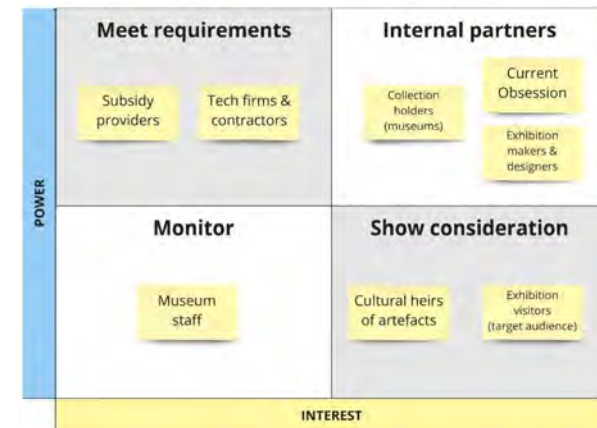 Meet requirements
Subsidy
providers
Tech firms &
contractors
Internal partners
Collection
holders
(museums)
Current
Obsession
Exhibition
makers &
designers
POWER
Monitor
Museum
staff
Show consideration
Cultural heirs
of artefacts
Exhibition
visitors
(target audience)
INTEREST